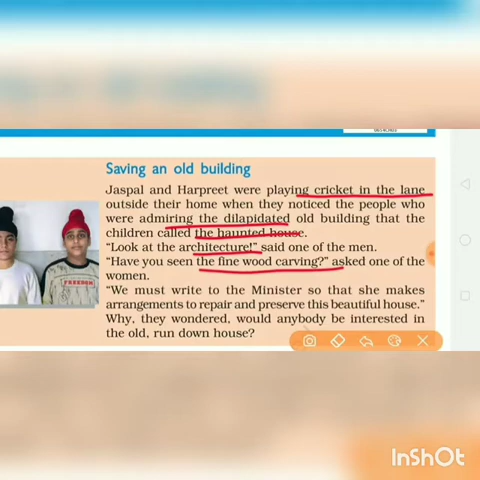 Saving an old building
Jaspal and Harpreet were playing cricket in the lane
outside their home when they noticed the people who
were admiring the dilapidated old building that the
children called the haunted house.
"Look at the architecture!" said one of the men.
"Have you seen the fine wood carving?" asked one of the
women.
"We must write to the Minister so that she makes
arrangements to repair and preserve this beautiful house."
Why, they wondered, would anybody be interested in
the old, run down house?
FREEDOM
InShOt